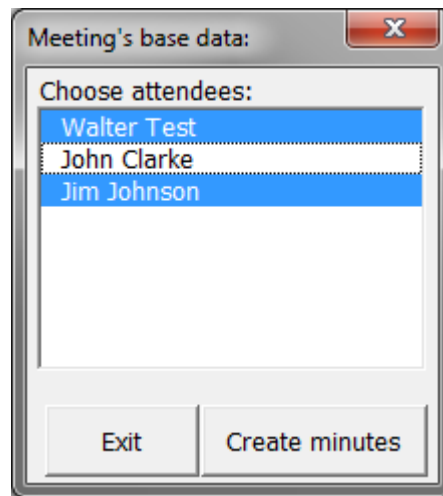 Meeting's base data:
Choose attendees:
Walter Test
John Clarke
Jim Johnson
Exit
Create minutes